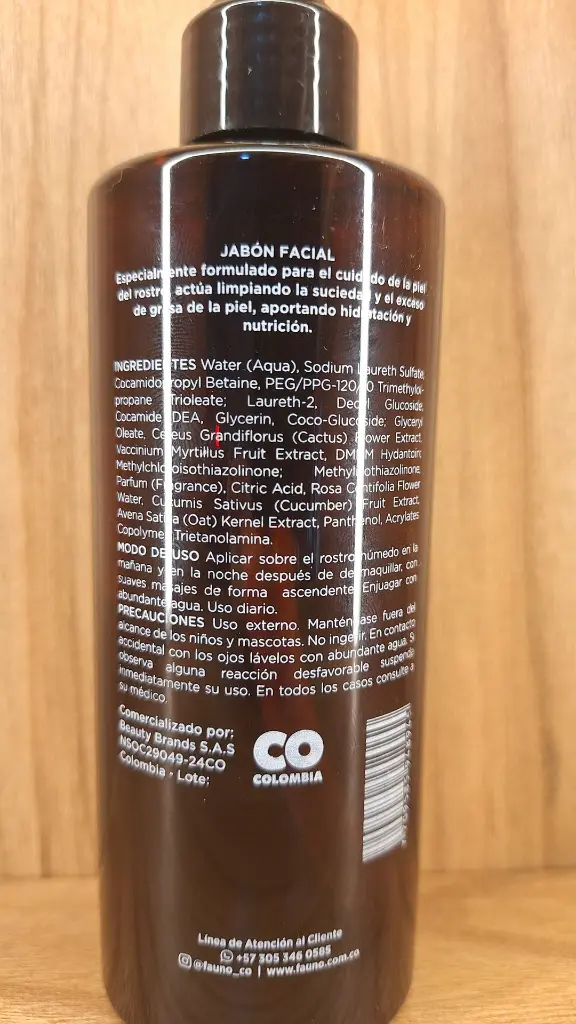 JABÓN FACIAL
Especialmente formulado para el cuidado de la piel
del rostro, actúa limpiando la suciedad y el exceso
de grasa de la piel, aportando hidratación y
nutrición.
INGREDIENTES Water (Aqua), Sodium Laureth Sulfate,
Cocamidopropyl Betaine, PEG/PPG-120/10 Trimethylol-
propane Trioleate; Laureth-2, Decyl Glucoside,
Cocamide DEA, Glycerin, Coco-Glucoside; Glyceryl
Oleate, Cereus Grandiflorus (Cactus) Flower Extract,
Vaccinium Myrtillus Fruit Extract, DMDM Hydantoin,
Methylchloroisothiazolinone; Methylisothiazolinone,
Parfum (Fragrance), Citric Acid, Rosa Centifolia Flower
Water, Cucumis Sativus (Cucumber) Fruit Extract,
Avena Sativa (Oat) Kernel Extract, Panthenol, Acrylates
Copolymer, Trietanolamina.
MODO DE USO Aplicar sobre el rostro húmedo en la
mañana y en la noche después de desmaquillar, con
suaves masajes de forma ascendente. Enjuagar con
abundante agua. Uso diario.
PRECAUCIONES Uso externo. Manténgase fuera del
alcance de los niños y mascotas. No ingerir. En contacto
accidental con los ojos lávelos con abundante agua. Si
observa alguna reacción desfavorable suspenda
inmediatamente su uso. En todos los casos consulte a
su médico.
Comercializado por:
Beauty Brands S.A.S
NSOC29049-24CO
Colombia - Lote:
CO
COLOMBIA
Línea de Atención al Cliente
+57 305 346 0585
@fauno_co | www.fauno.com.co